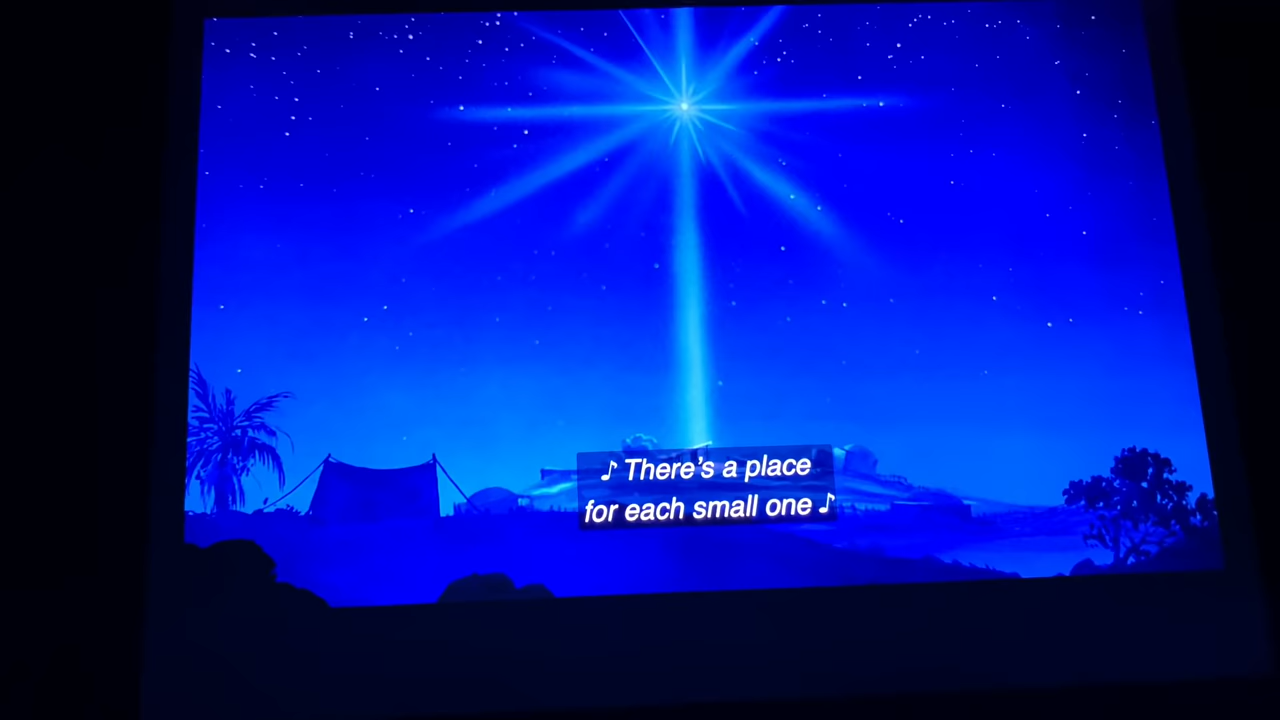 ♪ There's a place
for each small one ♪